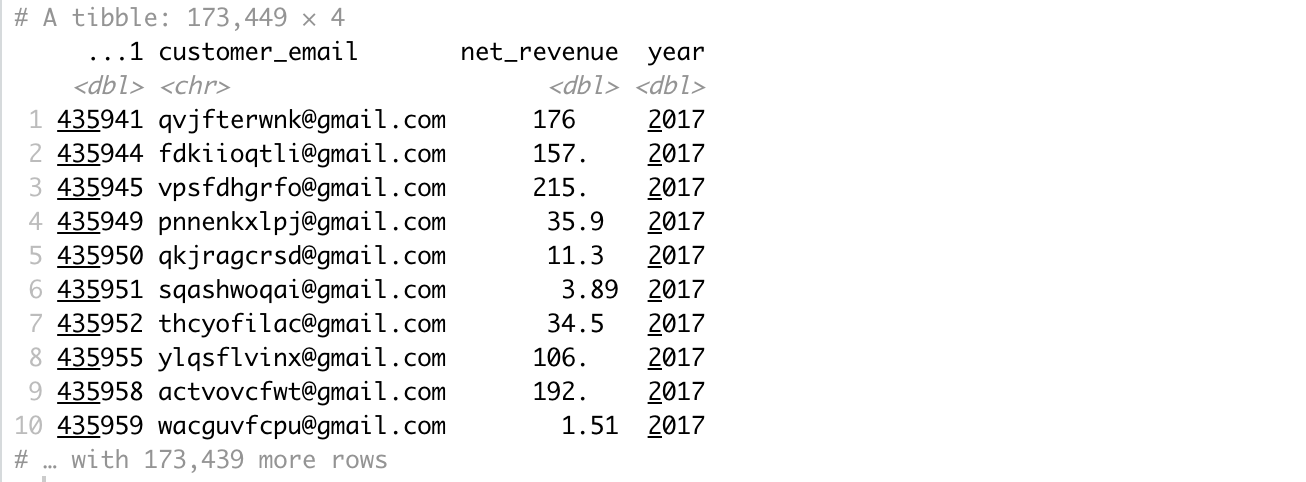 # A tibble: 173,449 × 4
...1 customer_email net_revenue year
<dbl> <chr> <dbl> <dbl>
1 435941 qvjfterwnk@gmail.com 176 2017
2 435944 fdkiioqtli@gmail.com 157. 2017
3 435945 vpsfdhgrfo@gmail.com 215. 2017
4 435949 pnnenkxlpj@gmail.com 35.9 2017
5 435950 qkjragcrsd@gmail.com 11.3 2017
6 435951 sqashwoqai@gmail.com 3.89 2017
7 435952 thcyofilac@gmail.com 34.5 2017
8 435955 ylqsflvinx@gmail.com 106. 2017
9 435958 actvovcfwt@gmail.com 192. 2017
10 435959 wacguvfcpu@gmail.com 1.51 2017
# … with 173,439 more rows